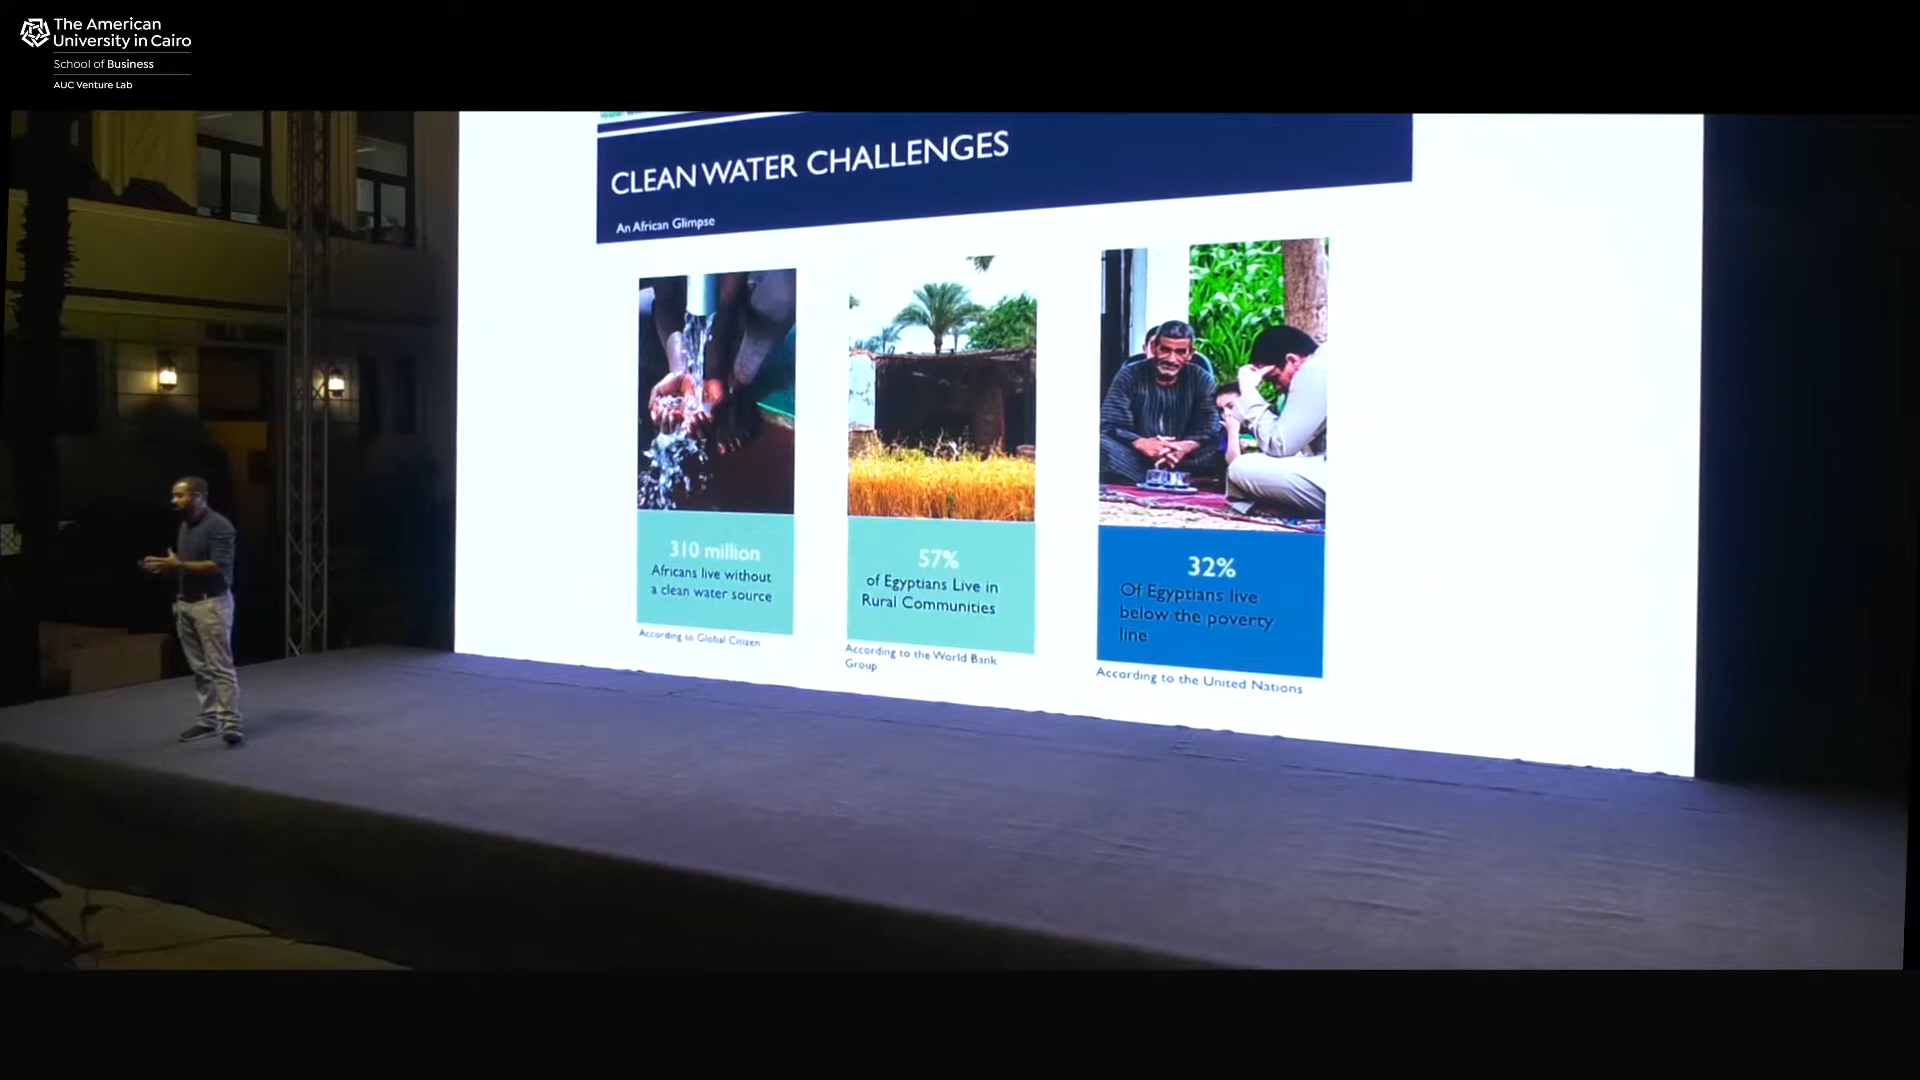 The American
University in Cairo
School of Business
AUC Venture Lab
CLEAN WATER CHALLENGES
An African Glimpse
310 million
Africans live without
a clean water source
According to Global Citizen
57%
of Egyptians Live in
Rural Communities
According to the World Bank
Group
32%
Of Egyptians live
below the poverty
line
According to the United Nations